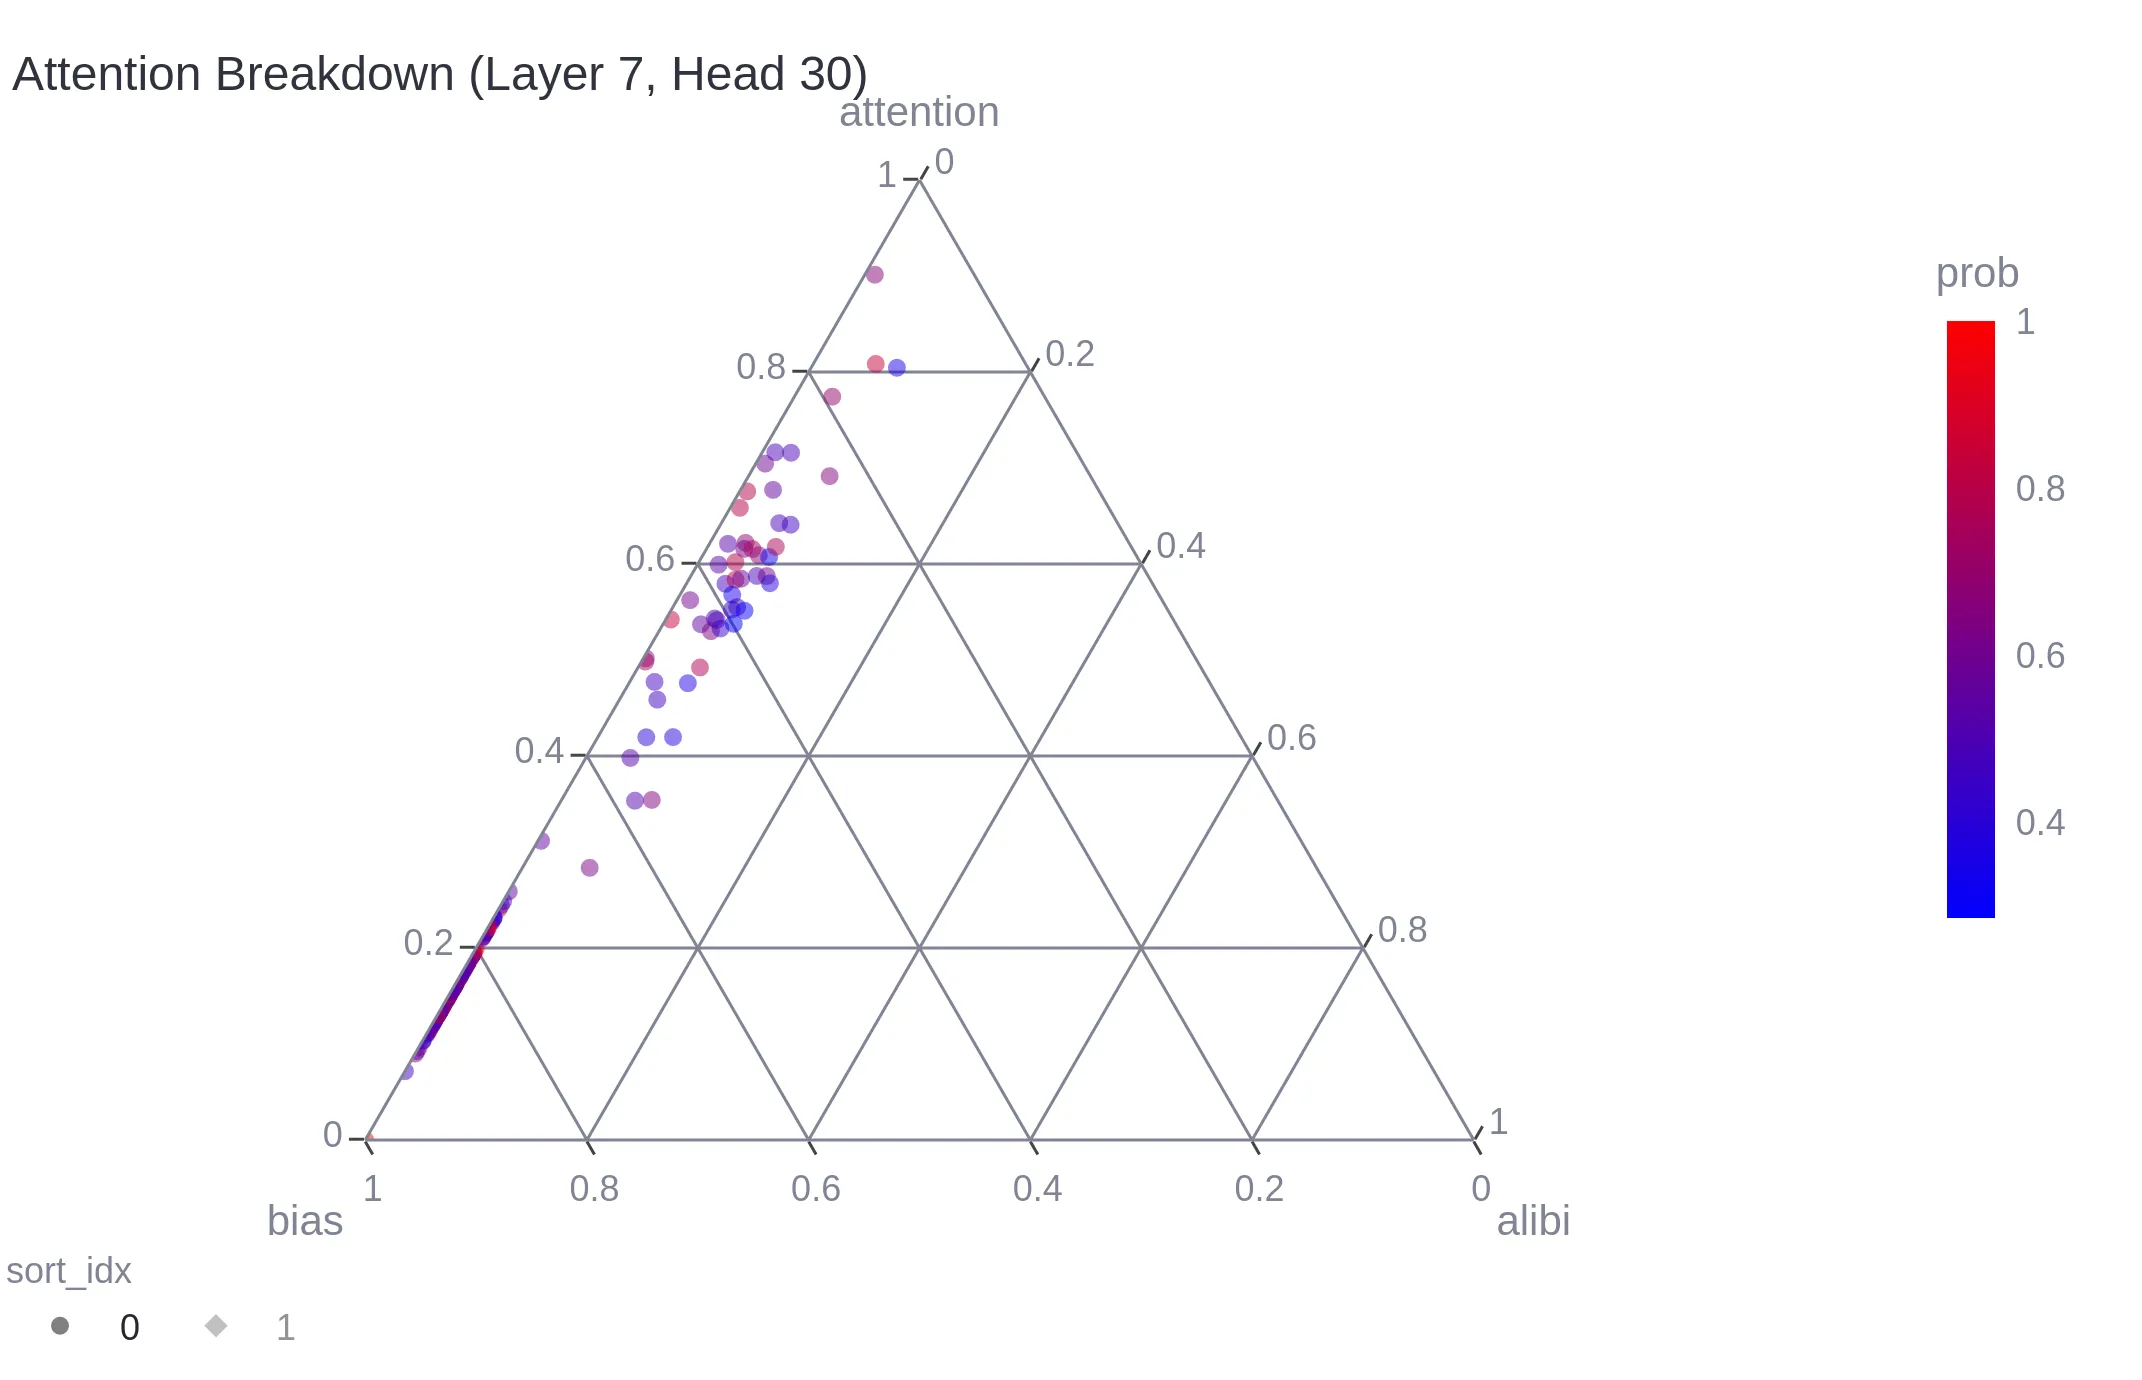 Attention Breakdown (Layer 7, Head 30)
attention
1 0
prob
1
0.8 0.2
0.8
0.6 0.4
0.6
0.4 0.6
0.4
0.2 0.8
0 1
1 0.8 0.6 0.4 0.2 0
bias alibi
sort_idx
0 1